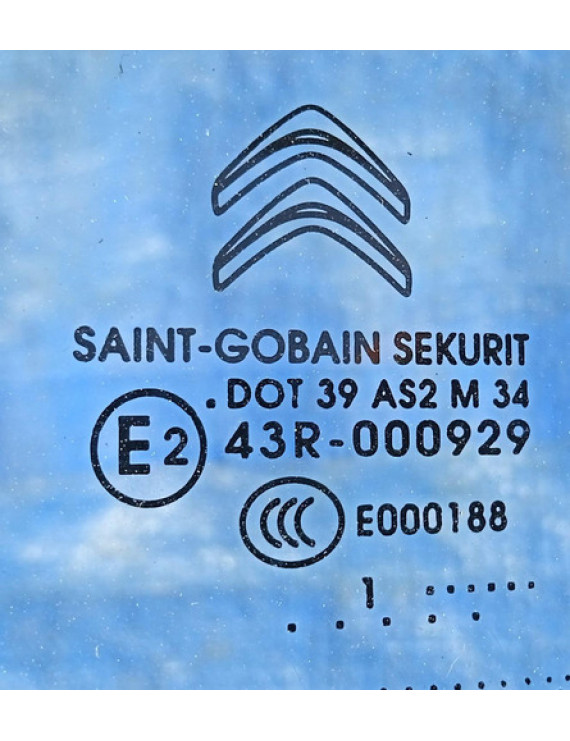 SAINT-GOBAIN SEKURIT
.DOT 39 AS2 M 34
E2 43R-000929
CCC E000188
1 ......
. . . . .